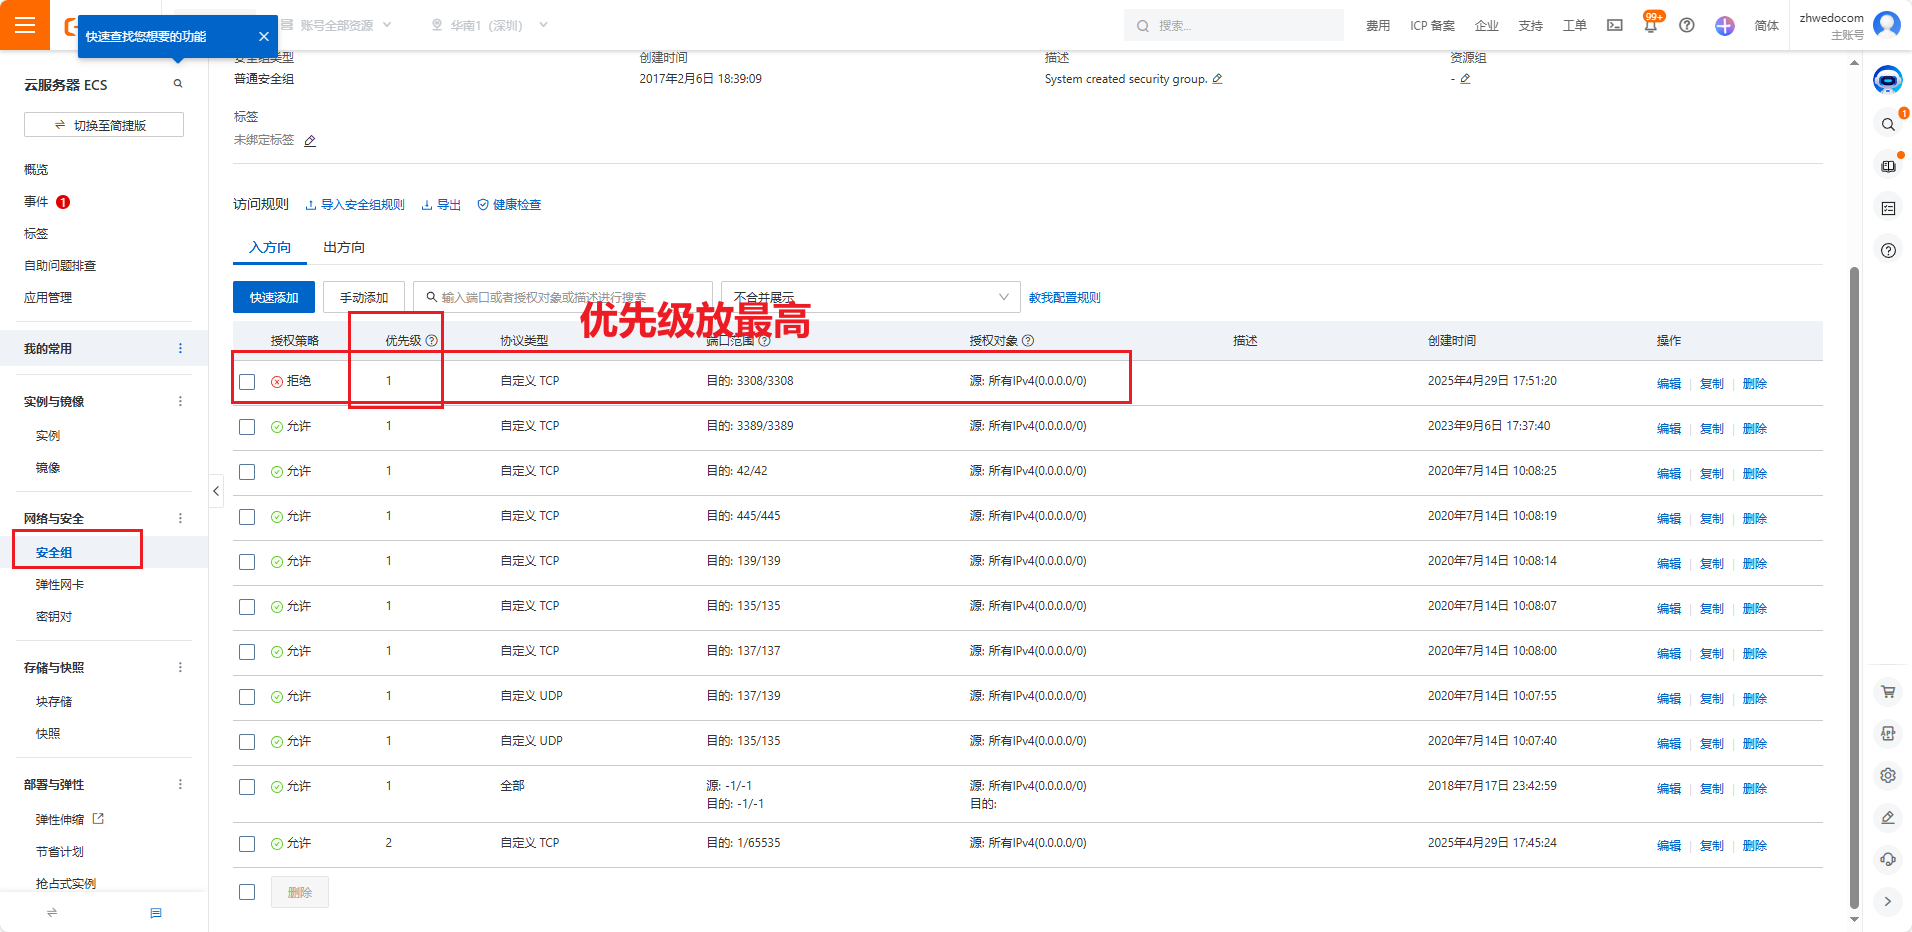 账号全部资源
华南1（深圳）
搜索...
费用
ICP 备案
企业
支持
工单
99+
简体
zhwedocom
主账号
快速查找您想要的功能
云服务器 ECS
切换至简捷版
概览
事件 1
标签
自助问题排查
应用管理
我的常用
实例与镜像
实例
镜像
网络与安全
安全组
弹性网卡
密钥对
存储与快照
块存储
快照
部署与弹性
弹性伸缩
节省计划
抢占式实例
安全组类型
普通安全组
创建时间
2017年2月6日 18:39:09
描述
System created security group.
资源组
-
标签
未绑定标签
访问规则 导入安全组规则 导出 健康检查
入方向 出方向
快速添加 手动添加 输入端口或者授权对象或描述进行搜索 不合并展示 教我配置规则
优先级放最高
授权策略 优先级 协议类型 端口范围 授权对象 描述 创建时间 操作
拒绝 1 自定义 TCP 目的: 3308/3308 源: 所有IPv4(0.0.0.0/0) 2025年4月29日 17:51:20 编辑 复制 删除
允许 1 自定义 TCP 目的: 3389/3389 源: 所有IPv4(0.0.0.0/0) 2023年9月6日 17:37:40 编辑 复制 删除
允许 1 自定义 TCP 目的: 42/42 源: 所有IPv4(0.0.0.0/0) 2020年7月14日 10:08:25 编辑 复制 删除
允许 1 自定义 TCP 目的: 445/445 源: 所有IPv4(0.0.0.0/0) 2020年7月14日 10:08:19 编辑 复制 删除
允许 1 自定义 TCP 目的: 139/139 源: 所有IPv4(0.0.0.0/0) 2020年7月14日 10:08:14 编辑 复制 删除
允许 1 自定义 TCP 目的: 135/135 源: 所有IPv4(0.0.0.0/0) 2020年7月14日 10:08:07 编辑 复制 删除
允许 1 自定义 TCP 目的: 137/137 源: 所有IPv4(0.0.0.0/0) 2020年7月14日 10:08:00 编辑 复制 删除
允许 1 自定义 UDP 目的: 137/139 源: 所有IPv4(0.0.0.0/0) 2020年7月14日 10:07:55 编辑 复制 删除
允许 1 自定义 UDP 目的: 135/135 源: 所有IPv4(0.0.0.0/0) 2020年7月14日 10:07:40 编辑 复制 删除
允许 1 全部 源: -1/-1 源: 所有IPv4(0.0.0.0/0) 2018年7月17日 23:42:59 编辑 复制 删除
目的: -1/-1 目的:
允许 2 自定义 TCP 目的: 1/65535 源: 所有IPv4(0.0.0.0/0) 2025年4月29日 17:45:24 编辑 复制 删除
删除
1
API